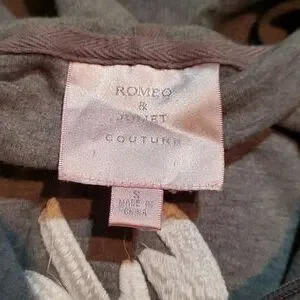 ROMEO
&
JULIET
COUTURE
S
MADE IN
CHINA